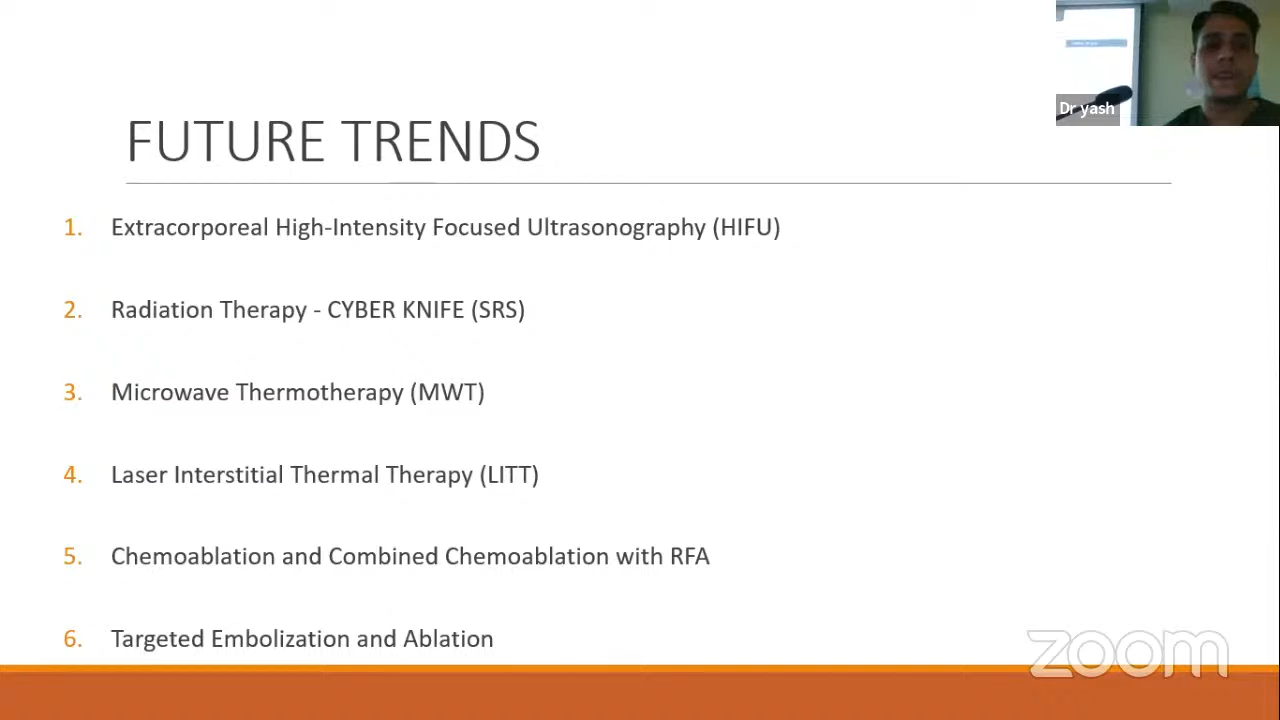 Dr yash
FUTURE TRENDS
1. Extracorporeal High-Intensity Focused Ultrasonography (HIFU)
2. Radiation Therapy - CYBER KNIFE (SRS)
3. Microwave Thermotherapy (MWT)
4. Laser Interstitial Thermal Therapy (LITT)
5. Chemoablation and Combined Chemoablation with RFA
6. Targeted Embolization and Ablation
zoom